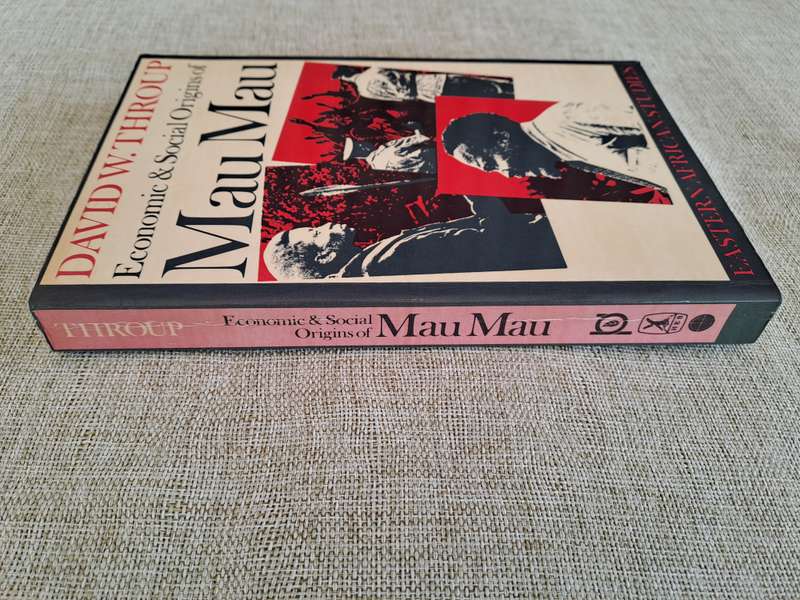 DAVID W. THROUP
Economic & Social Origins of
Mau Mau
EASTERN AFRICAN STUDIES
THROUP
Economic & Social
Origins of
Mau Mau